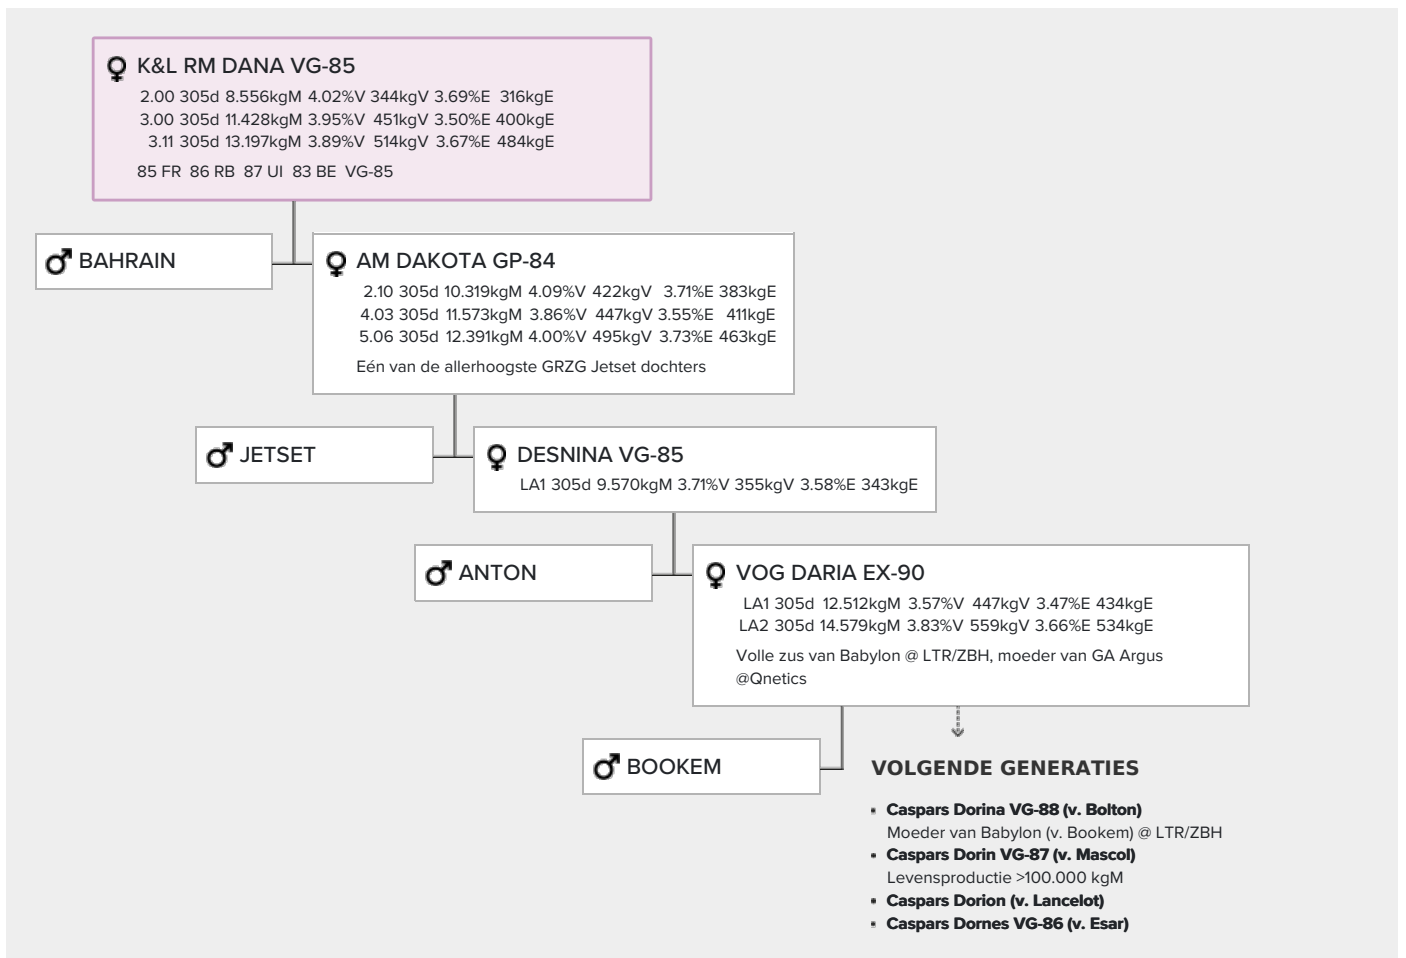 K&L RM DANA VG-85
2.00 305d 8.556kgM 4.02%V 344kgV 3.69%E 316kgE
3.00 305d 11.428kgM 3.95%V 451kgV 3.50%E 400kgE
3.11 305d 13.197kgM 3.89%V 514kgV 3.67%E 484kgE
85 FR 86 RB 87 UI 83 BE VG-85
BAHRAIN
AM DAKOTA GP-84
2.10 305d 10.319kgM 4.09%V 422kgV 3.71%E 383kgE
4.03 305d 11.573kgM 3.86%V 447kgV 3.55%E 411kgE
5.06 305d 12.391kgM 4.00%V 495kgV 3.73%E 463kgE
Eén van de allerhoogste GRZG Jetset dochters
JETSET
DESNINA VG-85
LA1 305d 9.570kgM 3.71%V 355kgV 3.58%E 343kgE
ANTON
VOG DARIA EX-90
LA1 305d 12.512kgM 3.57%V 447kgV 3.47%E 434kgE
LA2 305d 14.579kgM 3.83%V 559kgV 3.66%E 534kgE
Volle zus van Babylon @ LTR/ZBH, moeder van GA Argus
@Qnetics
BOOKEM
VOLGENDE GENERATIES
• Caspars Dorina VG-88 (v. Bolton)
Moeder van Babylon (v. Bookem) @ LTR/ZBH
• Caspars Dorin VG-87 (v. Mascol)
Levensproductie >100.000 kgM
• Caspars Dorion (v. Lancelot)
• Caspars Dornes VG-86 (v. Esar)